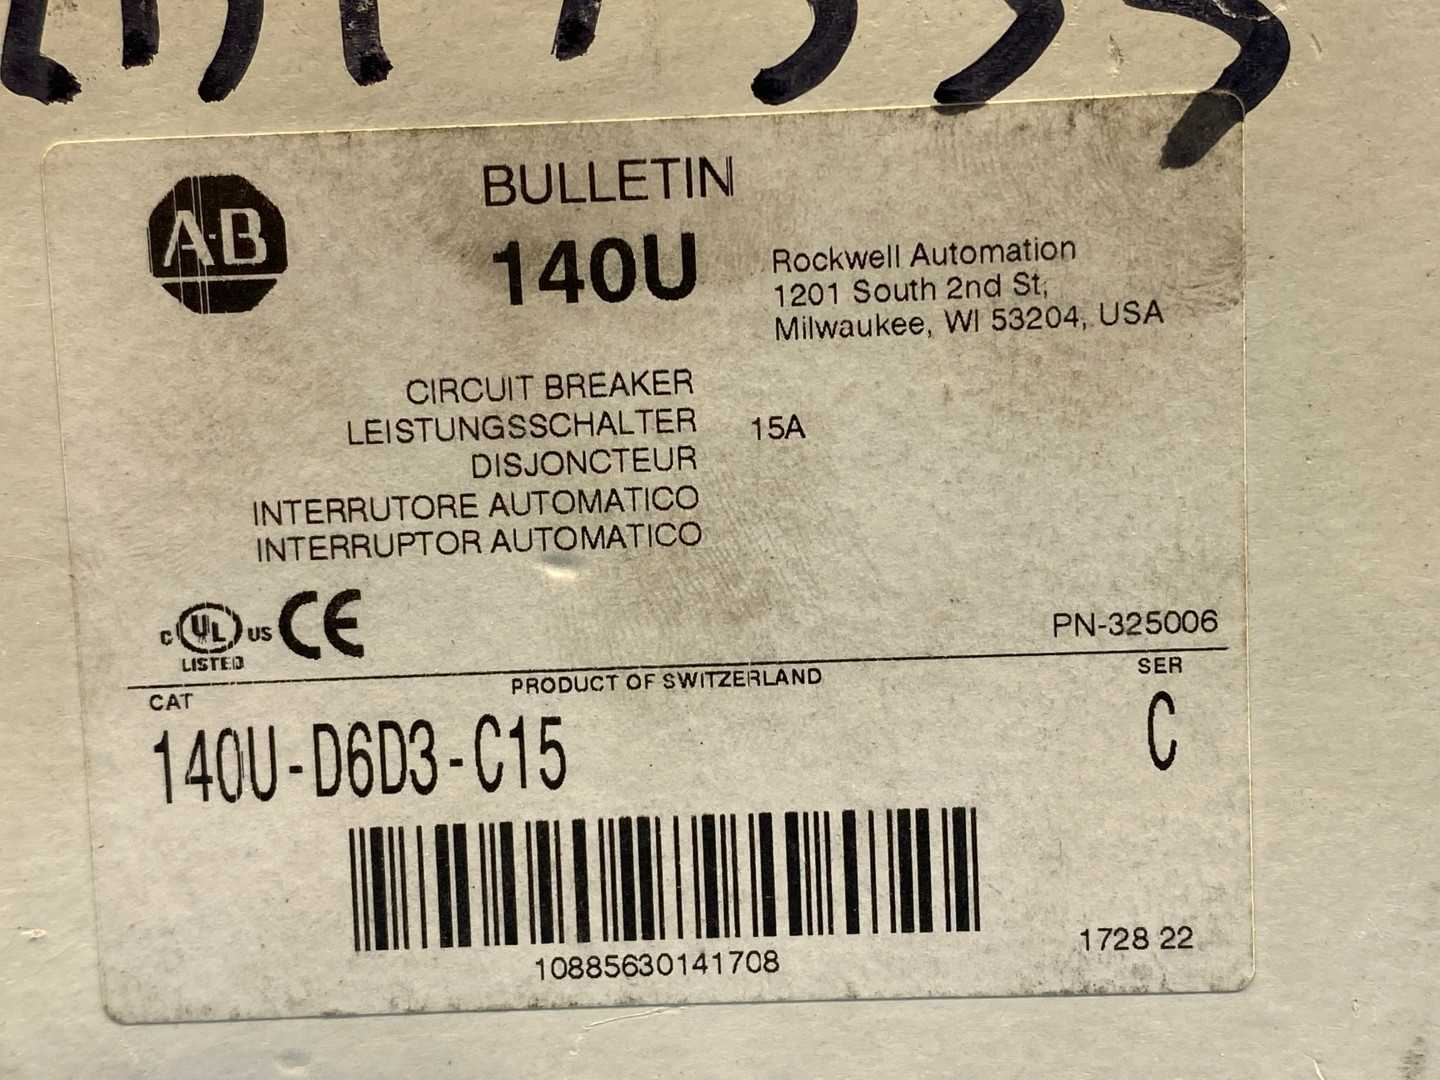 BULLETIN
140U
A-B
Rockwell Automation
1201 South 2nd St,
Milwaukee, WI 53204, USA
CIRCUIT BREAKER
LEISTUNGSSCHALTER 15A
DISJONCTEUR
INTERRUTORE AUTOMATICO
INTERRUPTOR AUTOMATICO
C UL US CE
LISTED
PN-325006
CAT PRODUCT OF SWITZERLAND SER
140U-D6D3-C15 C
10885630141708
1728 22